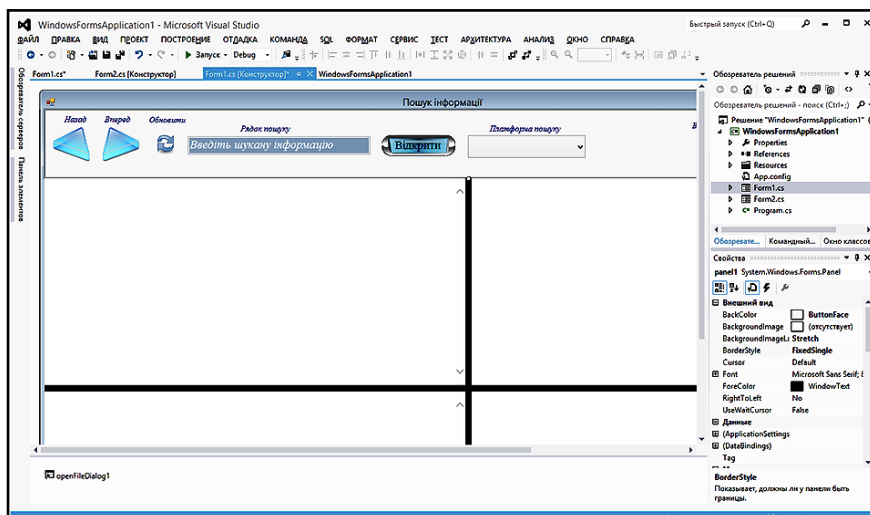 WindowsFormsApplication1 - Microsoft Visual Studio
Быстрый запуск (Ctrl+Q)
ФАЙЛ ПРАВКА ВИД ПРОЕКТ ПОСТРОЕНИЕ ОТЛАДКА КОМАНДА SQL ФОРМАТ СЕРВИС ТЕСТ АРХИТЕКТУРА АНАЛИЗ ОКНО СПРАВКА
Запуск Debug
Обозреватель серверов
Панель элементов
Form1.cs* Form2.cs [Конструктор] Form1.cs [Конструктор]* WindowsFormsApplication1
Пошук інформації
Назад Вперед Обновити
Рядок пошуку
Платформа пошуку
В
Введіть шукану інформацію
Відкрити
openFileDialog1
Обозреватель решений
Обозреватель решений - поиск (Ctrl+;)
Решение "WindowsFormsApplication1" (
WindowsFormsApplication1
Properties
References
Resources
App.config
Form1.cs
Form2.cs
Program.cs
Обозревате... Командный... Окно классов
Свойства
panel1 System.Windows.Forms.Panel
Внешний вид
BackColor ButtonFace
BackgroundImage (отсутствует)
BackgroundImageLa Stretch
BorderStyle FixedSingle
Cursor Default
Font Microsoft Sans Serif;
ForeColor WindowText
RightToLeft No
UseWaitCursor False
Данные
(ApplicationSettings
(DataBindings)
Tag
BorderStyle
Показывает, должны ли у панели быть
границы.